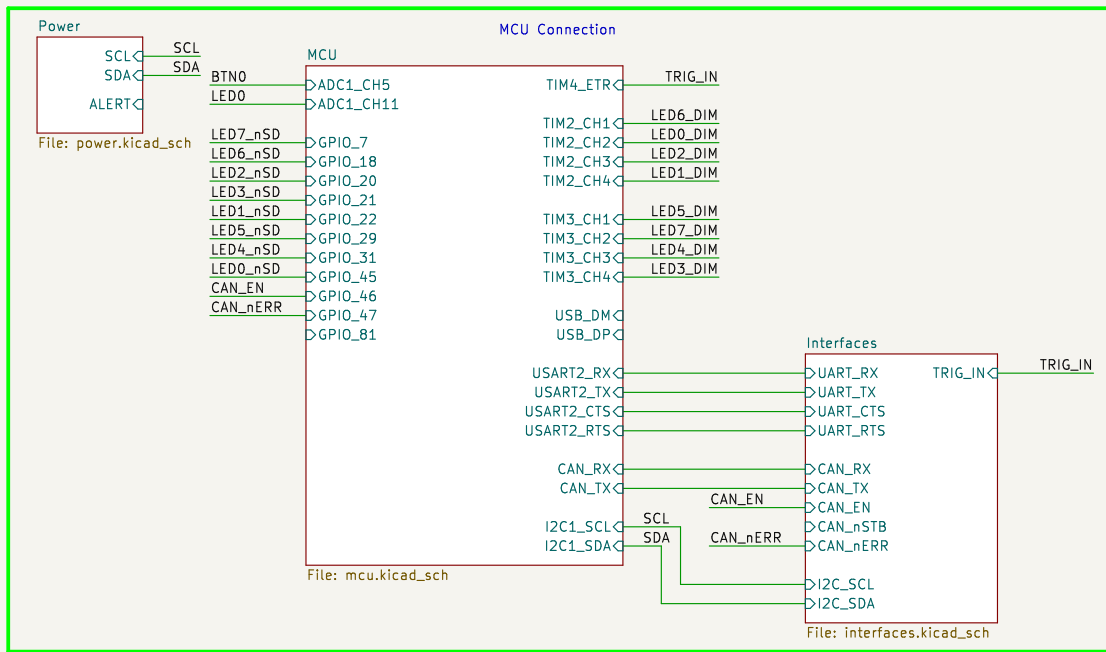 MCU Connection
Power
SCL
SDA
ALERT
File: power.kicad_sch
SCL
SDA
MCU
BTN0
LED0
LED7_nSD
LED6_nSD
LED2_nSD
LED3_nSD
LED1_nSD
LED5_nSD
LED4_nSD
LED0_nSD
CAN_EN
CAN_nERR
ADC1_CH5
ADC1_CH11
GPIO_7
GPIO_18
GPIO_20
GPIO_21
GPIO_22
GPIO_29
GPIO_31
GPIO_45
GPIO_46
GPIO_47
GPIO_81
TIM4_ETR
TIM2_CH1
TIM2_CH2
TIM2_CH3
TIM2_CH4
TIM3_CH1
TIM3_CH2
TIM3_CH3
TIM3_CH4
USB_DM
USB_DP
USART2_RX
USART2_TX
USART2_CTS
USART2_RTS
CAN_RX
CAN_TX
I2C1_SCL
I2C1_SDA
File: mcu.kicad_sch
TRIG_IN
LED6_DIM
LED0_DIM
LED2_DIM
LED1_DIM
LED5_DIM
LED7_DIM
LED4_DIM
LED3_DIM
SCL
SDA
CAN_EN
CAN_nERR
Interfaces
UART_RX
UART_TX
UART_CTS
UART_RTS
CAN_RX
CAN_TX
CAN_EN
CAN_nSTB
CAN_nERR
I2C_SCL
I2C_SDA
TRIG_IN
TRIG_IN
File: interfaces.kicad_sch